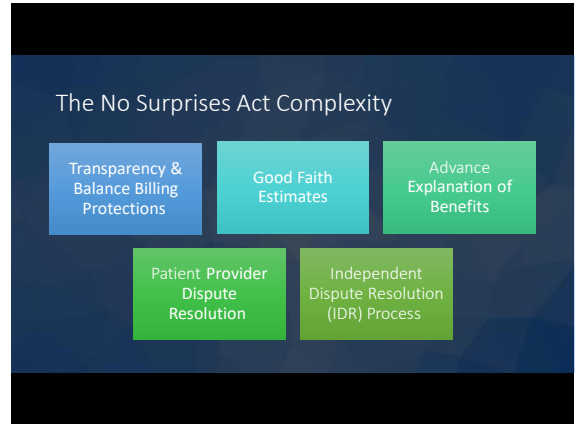 The No Surprises Act Complexity
Transparency &
Balance Billing
Protections
Good Faith
Estimates
Advance
Explanation of
Benefits
Patient Provider
Dispute
Resolution
Independent
Dispute Resolution
(IDR) Process